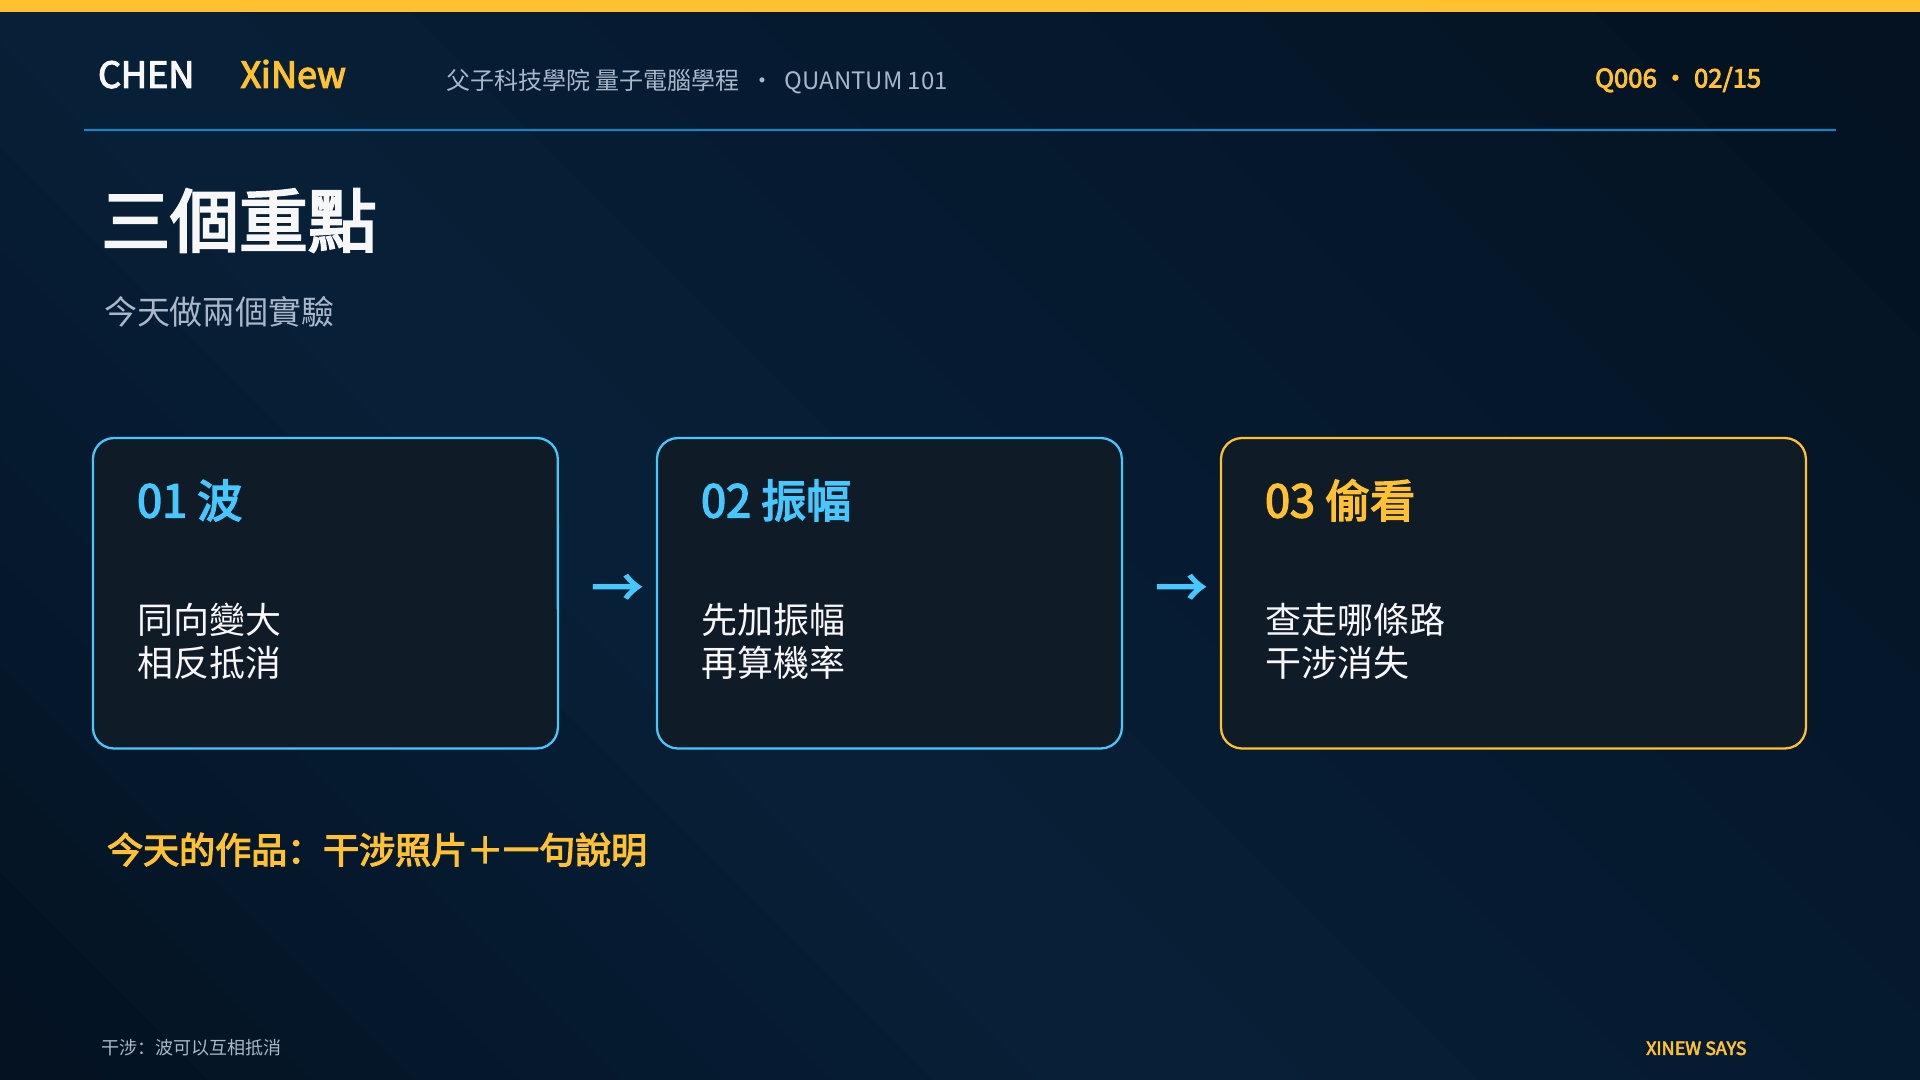 CHEN XiNew 父子科技學院 量子電腦學程 • QUANTUM 101
Q006 • 02/15
三個重點
今天做兩個實驗
01 波
同向變大
相反抵消
→
02 振幅
先加振幅
再算機率
→
03 偷看
查走哪條路
干涉消失
今天的作品：干涉照片＋一句說明
干涉：波可以互相抵消
XINEW SAYS